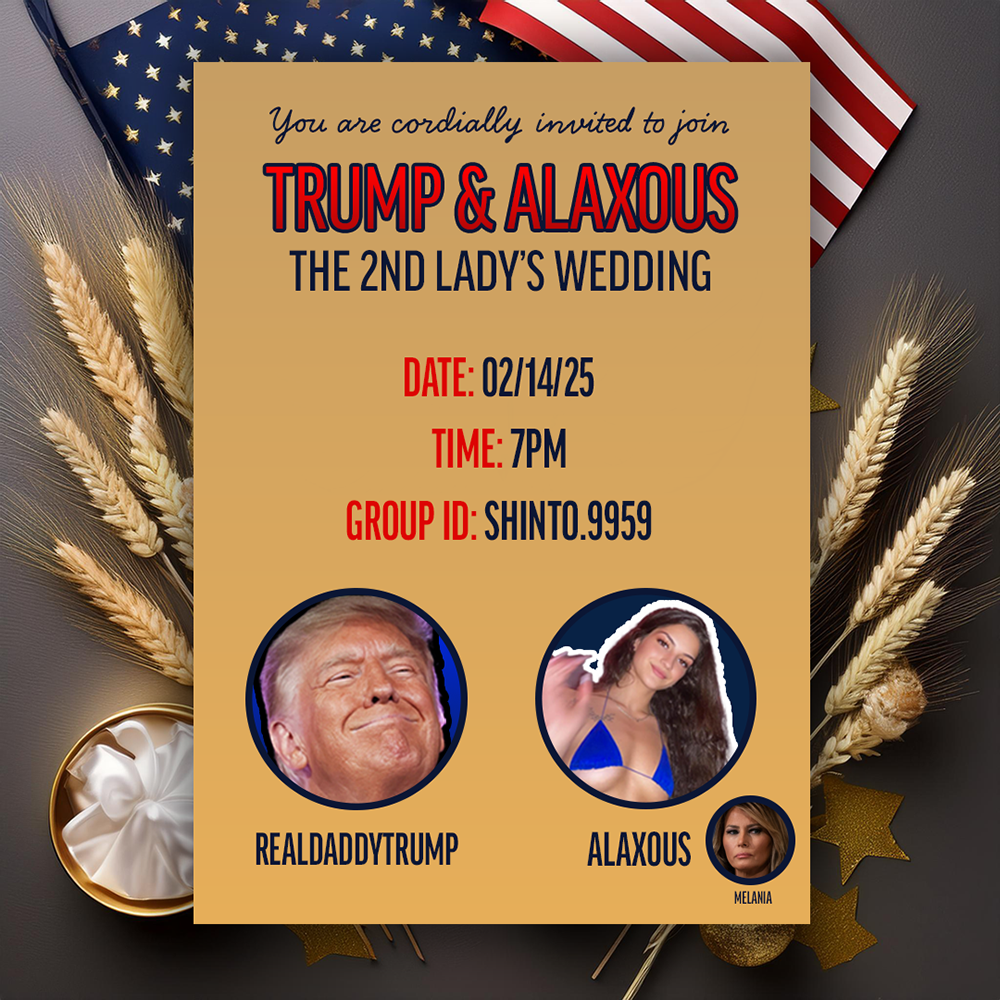 You are cordially invited to join
TRUMP & ALAXOUS
THE 2ND LADY'S WEDDING
DATE: 02/14/25
TIME: 7PM
GROUP ID: SHINTO.9959
REALDADDYTRUMP
ALAXOUS
MELANIA